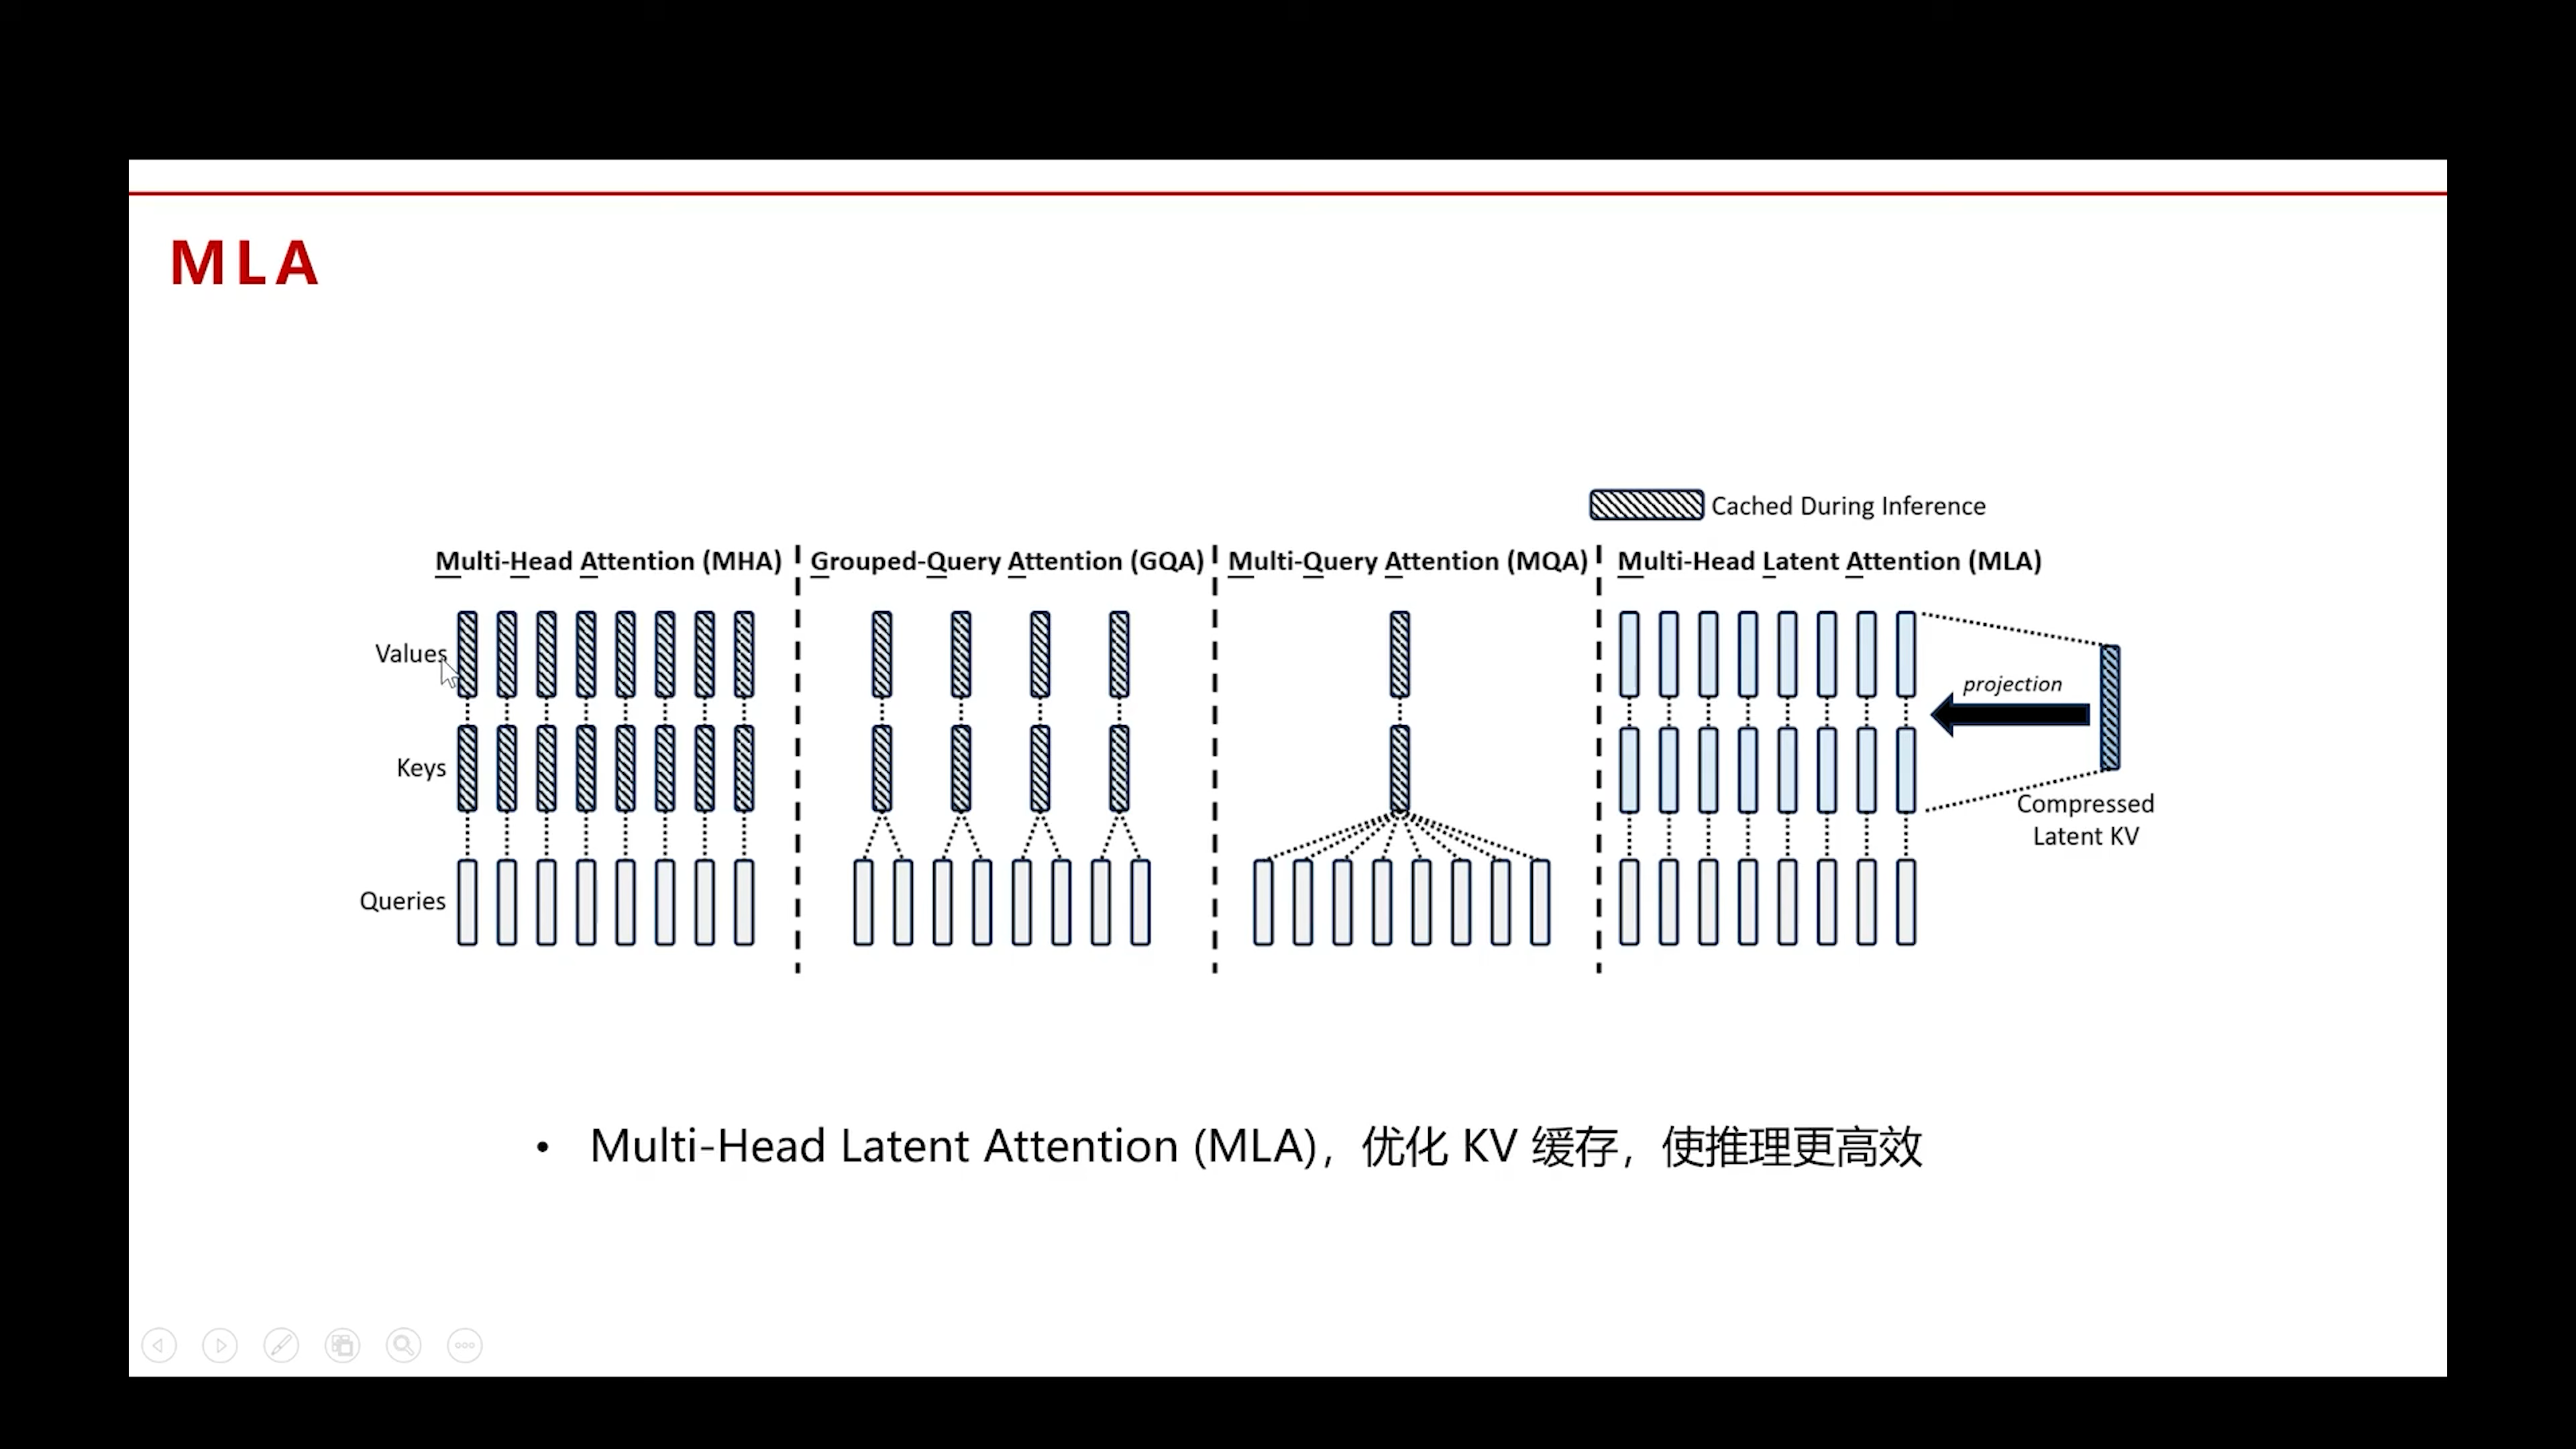 MLA
Cached During Inference
Multi-Head Attention (MHA)
Grouped-Query Attention (GQA)
Multi-Query Attention (MQA)
Multi-Head Latent Attention (MLA)
Values
Keys
Queries
projection
Compressed
Latent KV
• Multi-Head Latent Attention (MLA)，优化 KV 缓存，使推理更高效